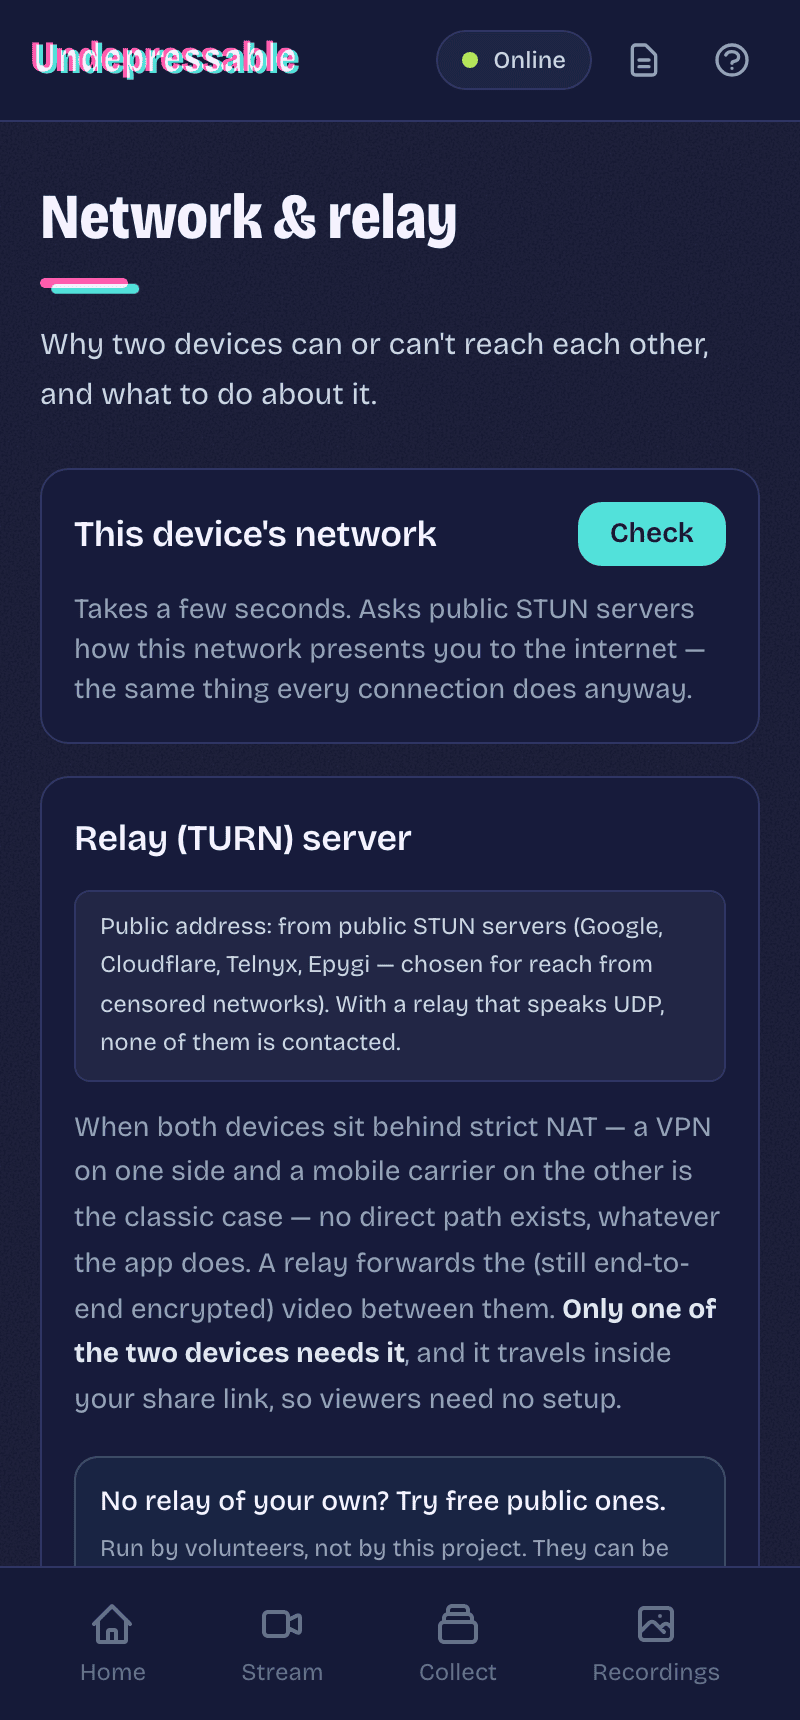 Undepressable
Online
Network & relay
Why two devices can or can't reach each other,
and what to do about it.
This device's network
Check
Takes a few seconds. Asks public STUN servers
how this network presents you to the internet —
the same thing every connection does anyway.
Relay (TURN) server
Public address: from public STUN servers (Google,
Cloudflare, Telnyx, Epygi — chosen for reach from
censored networks). With a relay that speaks UDP,
none of them is contacted.
When both devices sit behind strict NAT — a VPN
on one side and a mobile carrier on the other is
the classic case — no direct path exists, whatever
the app does. A relay forwards the (still end-to-
end encrypted) video between them. Only one of
the two devices needs it, and it travels inside
your share link, so viewers need no setup.
No relay of your own? Try free public ones.
Run by volunteers, not by this project. They can be
Home
Stream
Collect
Recordings